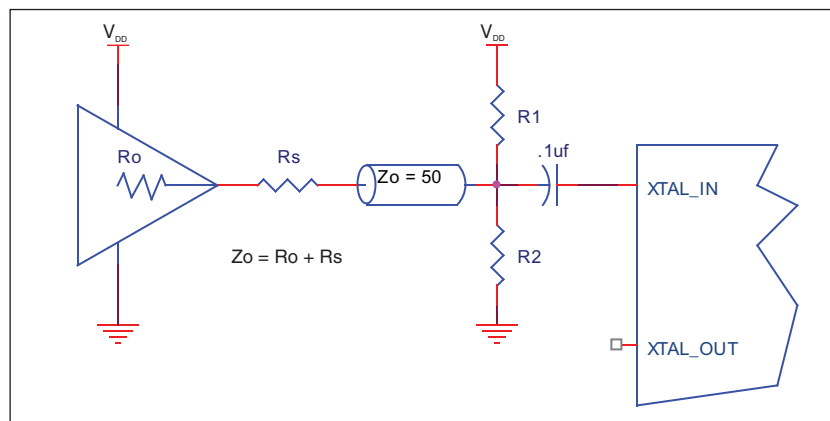 VDD
VDD
R1
.1uf
Ro
Rs
Zo = 50
XTAL_IN
Zo = Ro + Rs
R2
XTAL_OUT